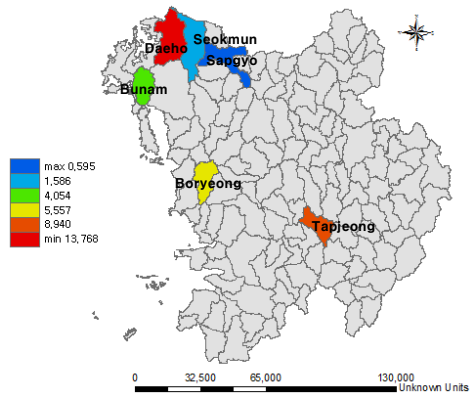 Seokmun
Daeho
Sapgyo
Bunam
Boryeong
Tapjeong
max 0,595
1,586
4,054
5,557
8,940
min 13,768
0 32,500 65,000 130,000
Unknown Units